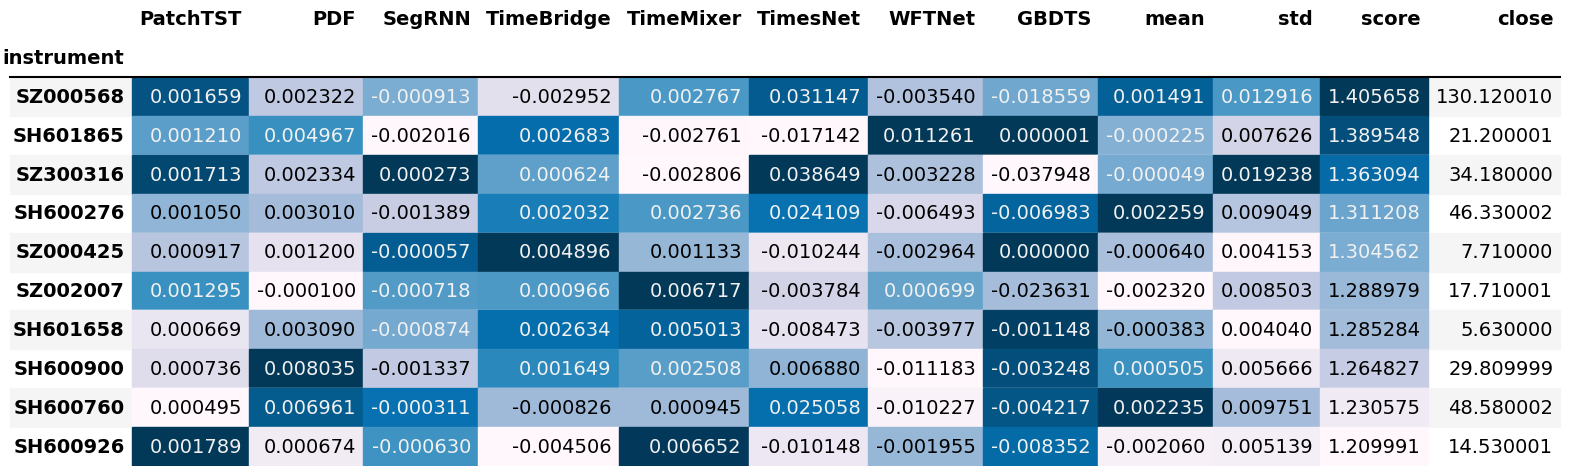 PatchTST PDF SegRNN TimeBridge TimeMixer TimesNet WFTNet GBDTS mean std score close
instrument
SZ000568 0.001659 0.002322 -0.000913 -0.002952 0.002767 0.031147 -0.003540 -0.018559 0.001491 0.012916 1.405658 130.120010
SH601865 0.001210 0.004967 -0.002016 0.002683 -0.002761 -0.017142 0.011261 0.000001 -0.000225 0.007626 1.389548 21.200001
SZ300316 0.001713 0.002334 0.000273 0.000624 -0.002806 0.038649 -0.003228 -0.037948 -0.000049 0.019238 1.363094 34.180000
SH600276 0.001050 0.003010 -0.001389 0.002032 0.002736 0.024109 -0.006493 -0.006983 0.002259 0.009049 1.311208 46.330002
SZ000425 0.000917 0.001200 -0.000057 0.004896 0.001133 -0.010244 -0.002964 0.000000 -0.000640 0.004153 1.304562 7.710000
SZ002007 0.001295 -0.000100 -0.000718 0.000966 0.006717 -0.003784 0.000699 -0.023631 -0.002320 0.008503 1.288979 17.710001
SH601658 0.000669 0.003090 -0.000874 0.002634 0.005013 -0.008473 -0.003977 -0.001148 -0.000383 0.004040 1.285284 5.630000
SH600900 0.000736 0.008035 -0.001337 0.001649 0.002508 0.006880 -0.011183 -0.003248 0.000505 0.005666 1.264827 29.809999
SH600760 0.000495 0.006961 -0.000311 -0.000826 0.000945 0.025058 -0.010227 -0.004217 0.002235 0.009751 1.230575 48.580002
SH600926 0.001789 0.000674 -0.000630 -0.004506 0.006652 -0.010148 -0.001955 -0.008352 -0.002060 0.005139 1.209991 14.530001